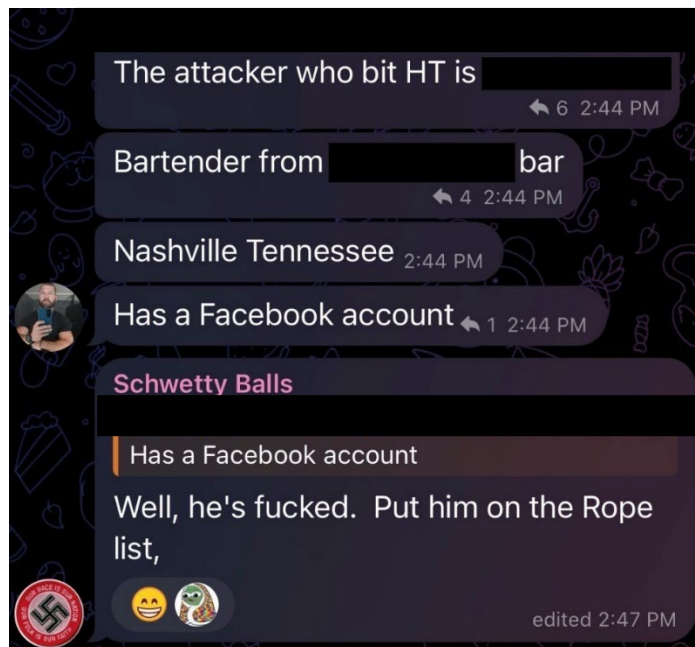 The attacker who bit HT is
6 2:44 PM
Bartender from bar
4 2:44 PM
Nashville Tennessee 2:44 PM
Has a Facebook account 1 2:44 PM
Schwetty Balls
Has a Facebook account
Well, he's fucked. Put him on the Rope
list,
edited 2:47 PM